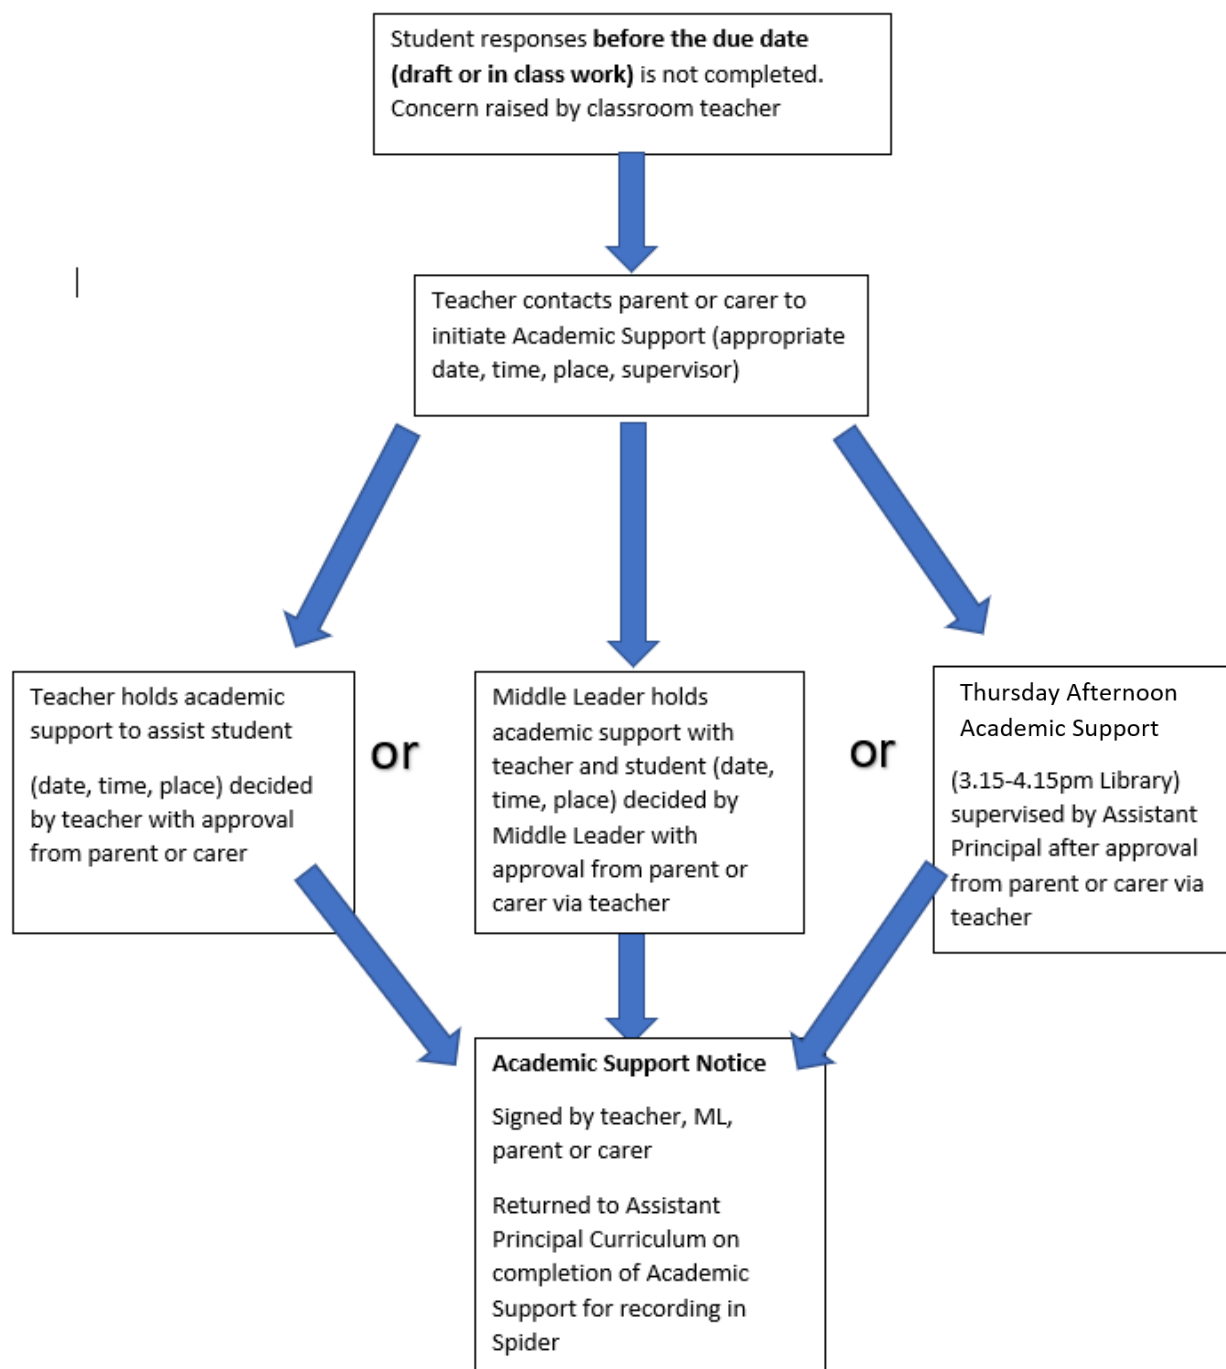 Student responses before the due date
(draft or in class work) is not completed.
Concern raised by classroom teacher
Teacher contacts parent or carer to
initiate Academic Support (appropriate
date, time, place, supervisor)
Teacher holds academic
support to assist student
(date, time, place) decided
by teacher with approval
from parent or carer
or
Middle Leader holds
academic support with
teacher and student (date,
time, place) decided by
Middle Leader with
approval from parent or
carer via teacher
or
Thursday Afternoon
Academic Support
(3.15-4.15pm Library)
supervised by Assistant
Principal after approval
from parent or carer via
teacher
Academic Support Notice
Signed by teacher, ML,
parent or carer
Returned to Assistant
Principal Curriculum on
completion of Academic
Support for recording in
Spider